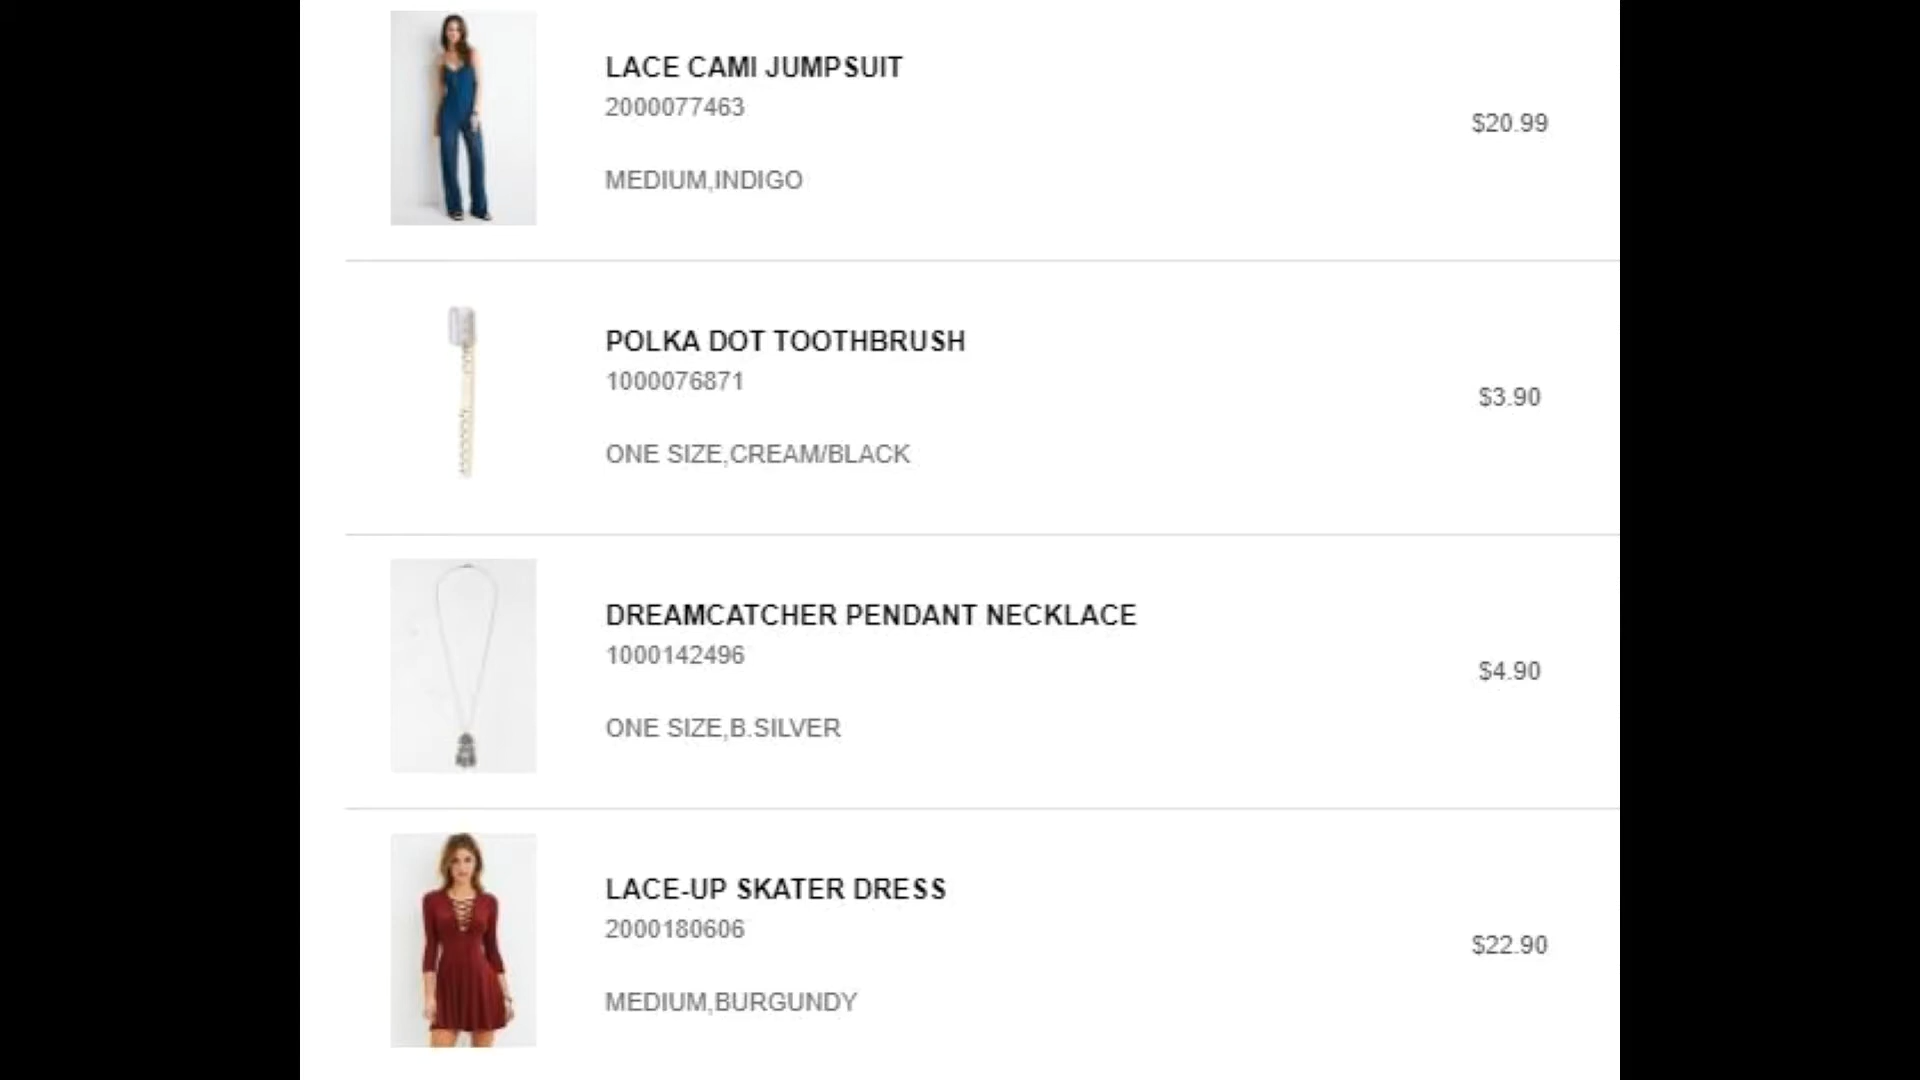 LACE CAMI JUMPSUIT
2000077463
$20.99
MEDIUM,INDIGO
POLKA DOT TOOTHBRUSH
1000076871
$3.90
ONE SIZE,CREAM/BLACK
DREAMCATCHER PENDANT NECKLACE
1000142496
$4.90
ONE SIZE,B.SILVER
LACE-UP SKATER DRESS
2000180606
$22.90
MEDIUM,BURGUNDY